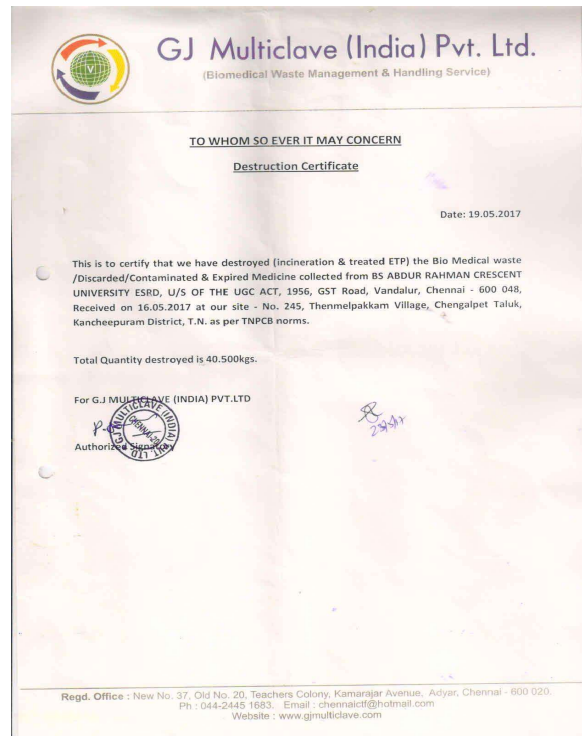 V
GJ Multiclave (India) Pvt. Ltd.
(Biomedical Waste Management & Handling Service)
TO WHOM SO EVER IT MAY CONCERN
Destruction Certificate
Date: 19.05.2017
This is to certify that we have destroyed (incineration & treated ETP) the Bio Medical waste
/Discarded/Contaminated & Expired Medicine collected from BS ABDUR RAHMAN CRESCENT
UNIVERSITY ESRD, U/S OF THE UGC ACT, 1956, GST Road, Vandalur, Chennai - 600 048,
Received on 16.05.2017 at our site - No. 245, Thenmelpakkam Village, Chengalpet Taluk,
Kancheepuram District, T.N. as per TNPCB norms.
Total Quantity destroyed is 40.500kgs.
For G.J MULTICLAVE (INDIA) PVT.LTD
G.J. MULTICLAVE (INDIA) PVT. LTD.
CHENNAI-20
Authorized Signatory
Regd. Office : New No. 37, Old No. 20, Teachers Colony, Kamarajar Avenue, Adyar, Chennai - 600 020.
Ph : 044-2445 1683. Email : chennaictf@hotmail.com
Website : www.gjmulticlave.com